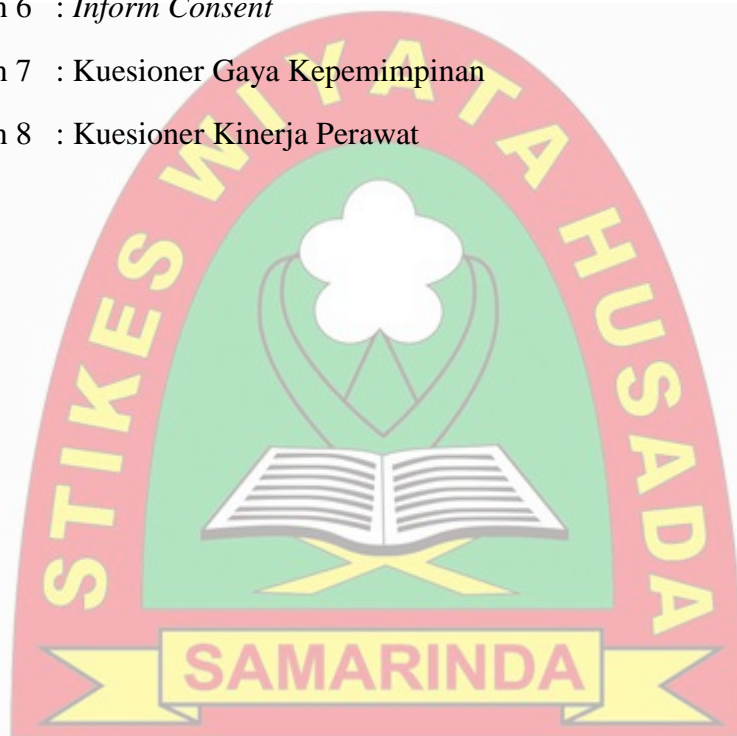 n 6 : Inform Consent
n 7 : Kuesioner Gaya Kepemimpinan
n 8 : Kuesioner Kinerja Perawat
STIKES WIYATA HUSADA
SAMARINDA